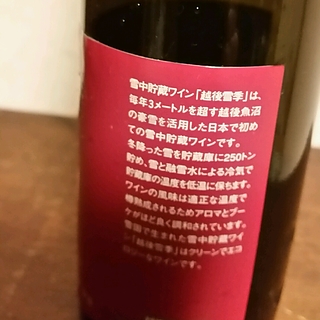 雪中貯蔵ワイン「越後雪季」は、
毎年3メートルを超す越後魚沼
の豪雪を活用した日本で初め
ての雪中貯蔵ワインです。
冬降った雪を貯蔵庫に250トン
貯め、雪と融雪水による冷気で
貯蔵庫の温度を低温に保ちます。
ワインの風味は適正な温度で
樽熟成されるためアロマとブー
ケがほど良く調和されています。
雪国で生まれた雪中貯蔵ワイ
ン「越後雪季」はクリーンでエコ
ロジーなワインです。